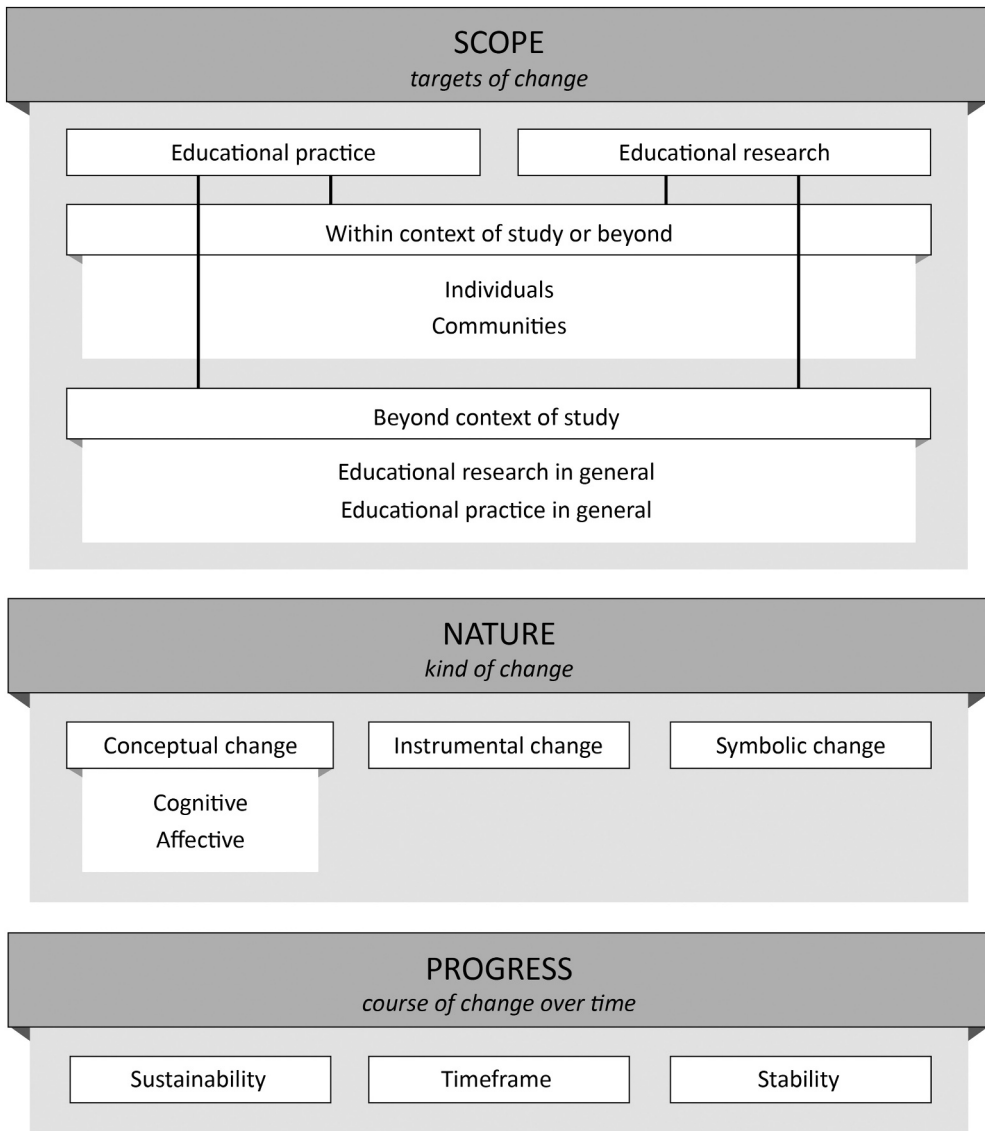 SCOPE
targets of change
Educational practice
Educational research
Within context of study or beyond
Individuals
Communities
Beyond context of study
Educational research in general
Educational practice in general
NATURE
kind of change
Conceptual change
Instrumental change
Symbolic change
Cognitive
Affective
PROGRESS
course of change over time
Sustainability
Timeframe
Stability